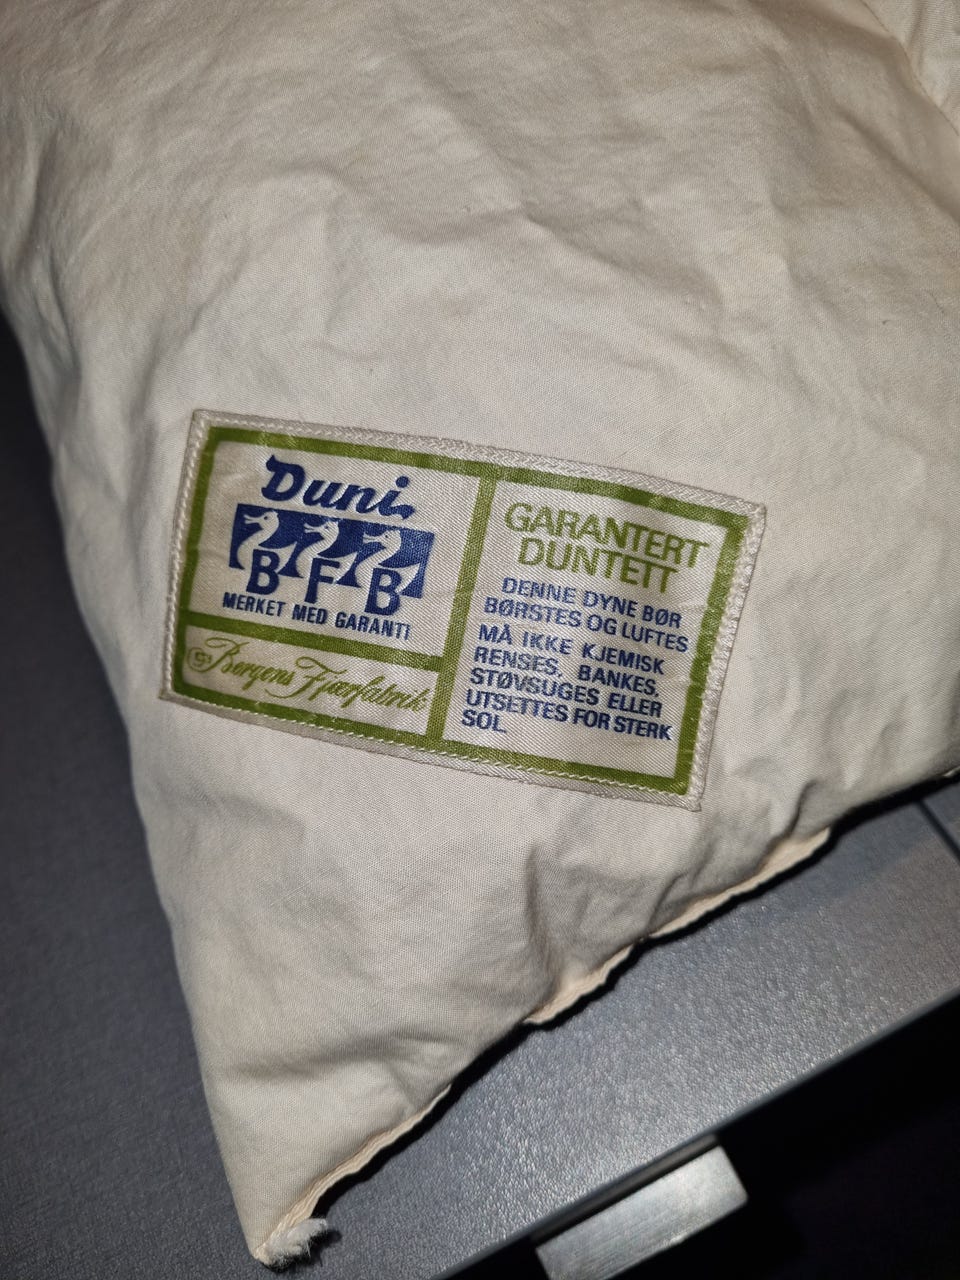 Duni
BFB
MERKET MED GARANTI
Bergens Fjærfabrik
GARANTERT
DUNTETT
DENNE DYNE BØR
BØRSTES OG LUFTES
MÅ IKKE KJEMISK
RENSES, BANKES,
STØVSUGES ELLER
UTSETTES FOR STERK
SOL.